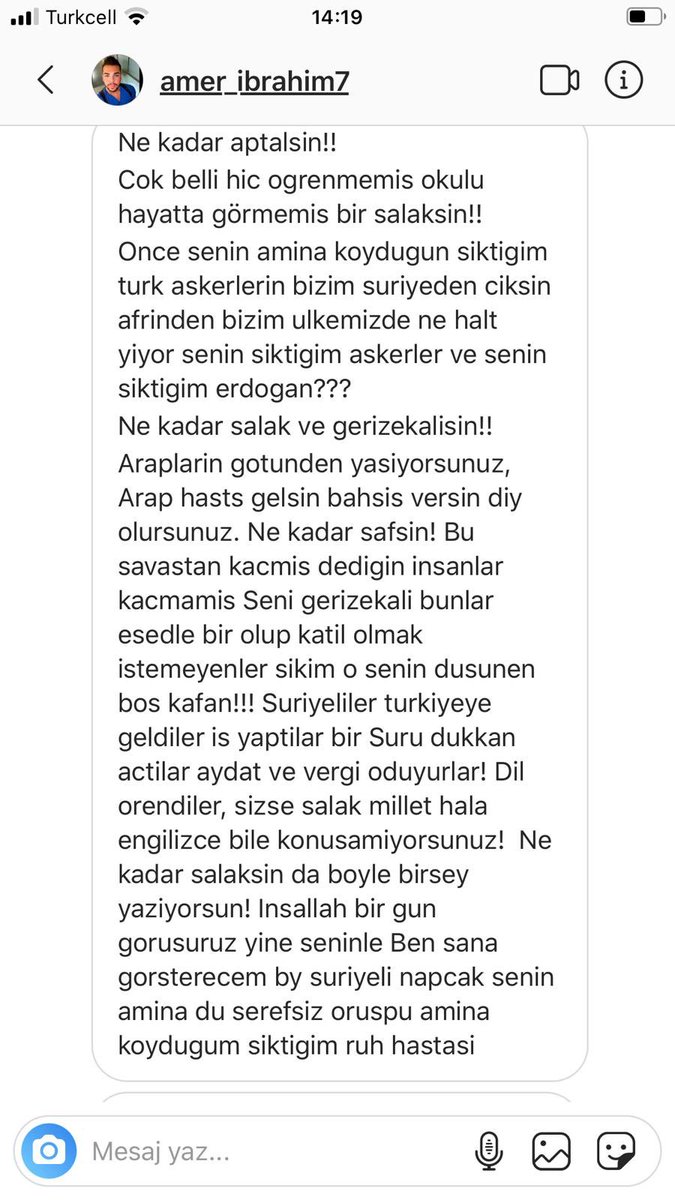 Turkcell 14:19
amer_ibrahim7
Ne kadar aptalsin!!
Cok belli hic ogrenmemis okulu
hayatta görmemis bir salaksin!!
Once senin amina koydugun siktigim
turk askerlerin bizim suriyeden ciksin
afrinden bizim ulkemizde ne halt
yiyor senin siktigim askerler ve senin
siktigim erdogan???
Ne kadar salak ve gerizekalisin!!
Araplarin gotunden yasiyorsunuz,
Arap hasts gelsin bahsis versin diy
olursunuz. Ne kadar safsin! Bu
savastan kacmis dedigin insanlar
kacmamis Seni gerizekali bunlar
esedle bir olup katil olmak
istemeyenler sikim o senin dusunen
bos kafan!!! Suriyeliler turkiyeye
geldiler is yaptilar bir Suru dukkan
actilar aydat ve vergi oduyurlar! Dil
orendiler, sizse salak millet hala
engilizce bile konusamiyorsunuz!  Ne
kadar salaksin da boyle birsey
yaziyorsun! Insallah bir gun
gorusuruz yine seninle Ben sana
gorsterecem by suriyeli napcak senin
amina du serefsiz oruspu amina
koydugum siktigim ruh hastasi
Mesaj yaz...